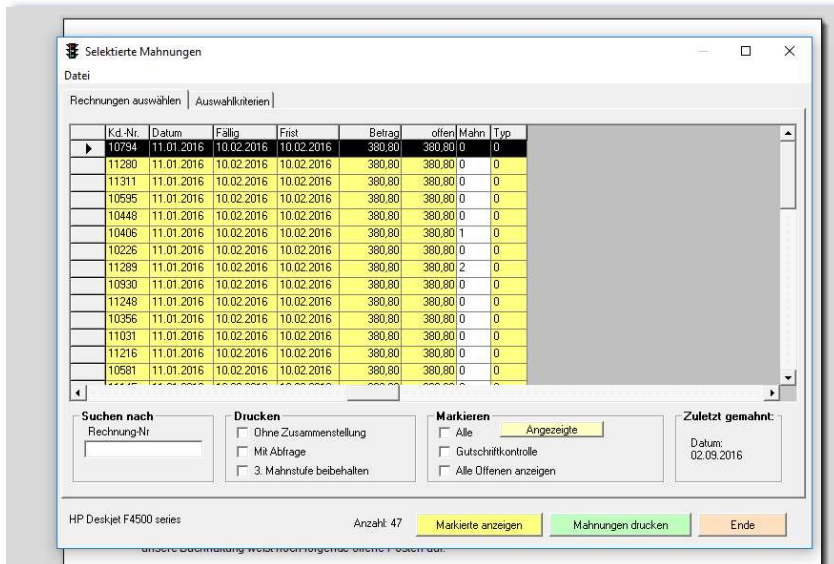 Selektierte Mahnungen
Datei
Rechnungen auswählen Auswahlkriterien
Kd.-Nr. Datum Fällig Frist Betrag offen Mahn Typ
10794 11.01.2016 10.02.2016 10.02.2016 380,80 380,80 0 0
11280 11.01.2016 10.02.2016 10.02.2016 380,80 380,80 0 0
11311 11.01.2016 10.02.2016 10.02.2016 380,80 380,80 0 0
10595 11.01.2016 10.02.2016 10.02.2016 380,80 380,80 0 0
10448 11.01.2016 10.02.2016 10.02.2016 380,80 380,80 0 0
10406 11.01.2016 10.02.2016 10.02.2016 380,80 380,80 1 0
10226 11.01.2016 10.02.2016 10.02.2016 380,80 380,80 0 0
11289 11.01.2016 10.02.2016 10.02.2016 380,80 380,80 2 0
10930 11.01.2016 10.02.2016 10.02.2016 380,80 380,80 0 0
11248 11.01.2016 10.02.2016 10.02.2016 380,80 380,80 0 0
10356 11.01.2016 10.02.2016 10.02.2016 380,80 380,80 0 0
11031 11.01.2016 10.02.2016 10.02.2016 380,80 380,80 0 0
11216 11.01.2016 10.02.2016 10.02.2016 380,80 380,80 0 0
10581 11.01.2016 10.02.2016 10.02.2016 380,80 380,80 0 0
Suchen nach Drucken Markieren Zuletzt gemahnt:
Rechnung-Nr Ohne Zusammenstellung Alle Angezeigte
Mit Abfrage Gutschriftkontrolle Datum:
02.09.2016
3. Mahnstufe beibehalten Alle Offenen anzeigen
HP Deskjet F4500 series Anzahl: 47 Markierte anzeigen Mahnungen drucken Ende
unsere Buchhaltung weist noch folgende offene Posten auf: